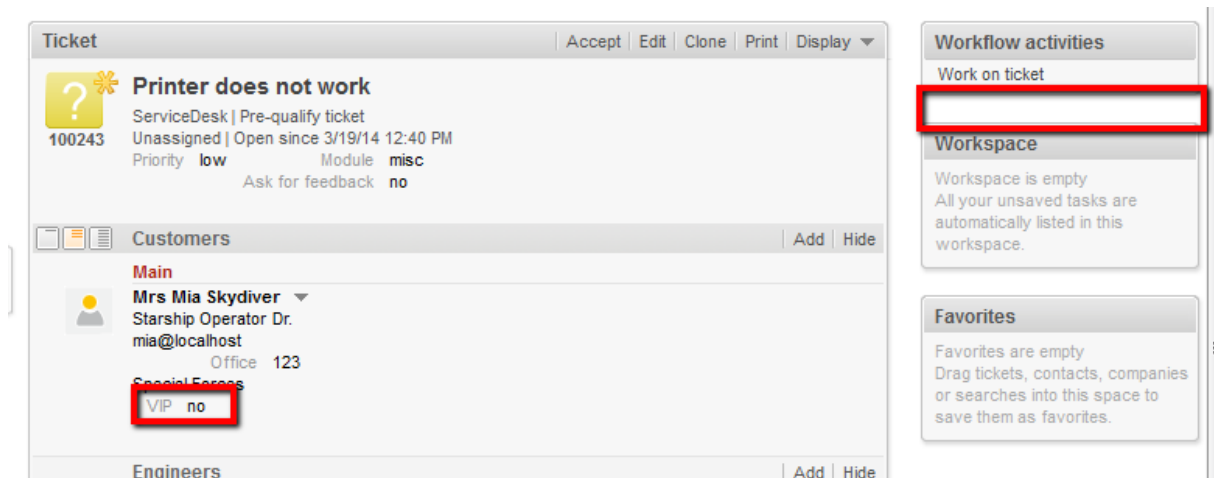 Ticket
Accept Edit Clone Print Display
?
100243
Printer does not work
ServiceDesk | Pre-qualify ticket
Unassigned | Open since 3/19/14 12:40 PM
Priority low Module misc
Ask for feedback no
Customers
Add Hide
Main
Mrs Mia Skydiver
Starship Operator Dr.
mia@localhost
Office 123
Special Forces
VIP no
Engineers
Add Hide
Workflow activities
Work on ticket
Workspace
Workspace is empty
All your unsaved tasks are
automatically listed in this
workspace.
Favorites
Favorites are empty
Drag tickets, contacts, companies
or searches into this space to
save them as favorites.